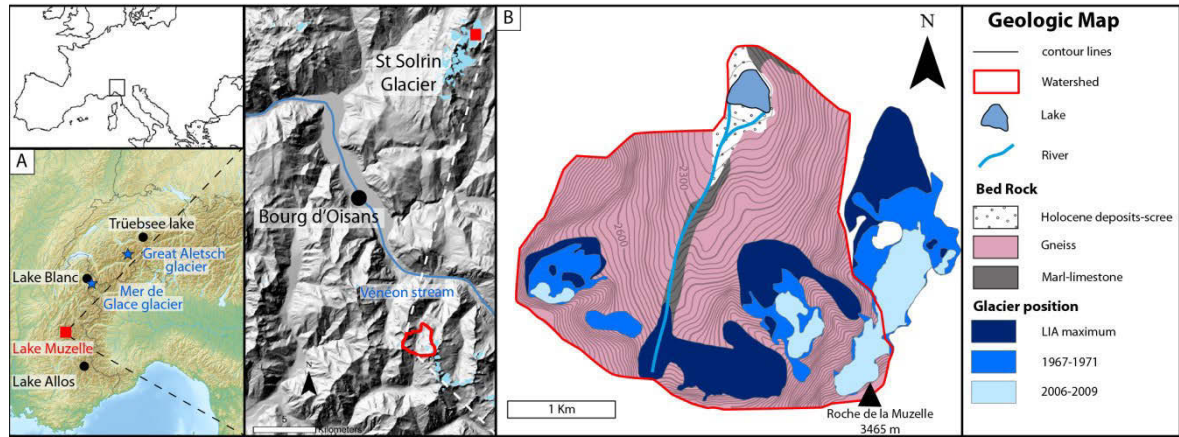 A
Trüebsee lake
Great Aletsch
glacier
Lake Blanc
Mer de
Glace glacier
Lake Muzelle
Lake Allos
St Solrin
Glacier
Bourg d'Oisans
Vénéon stream
5
Kilometers
B
N
2300
2600
1 Km
Roche de la Muzelle
3465 m
Geologic Map
contour lines
Watershed
Lake
River
Bed Rock
Holocene deposits-scree
Gneiss
Marl-limestone
Glacier position
LIA maximum
1967-1971
2006-2009